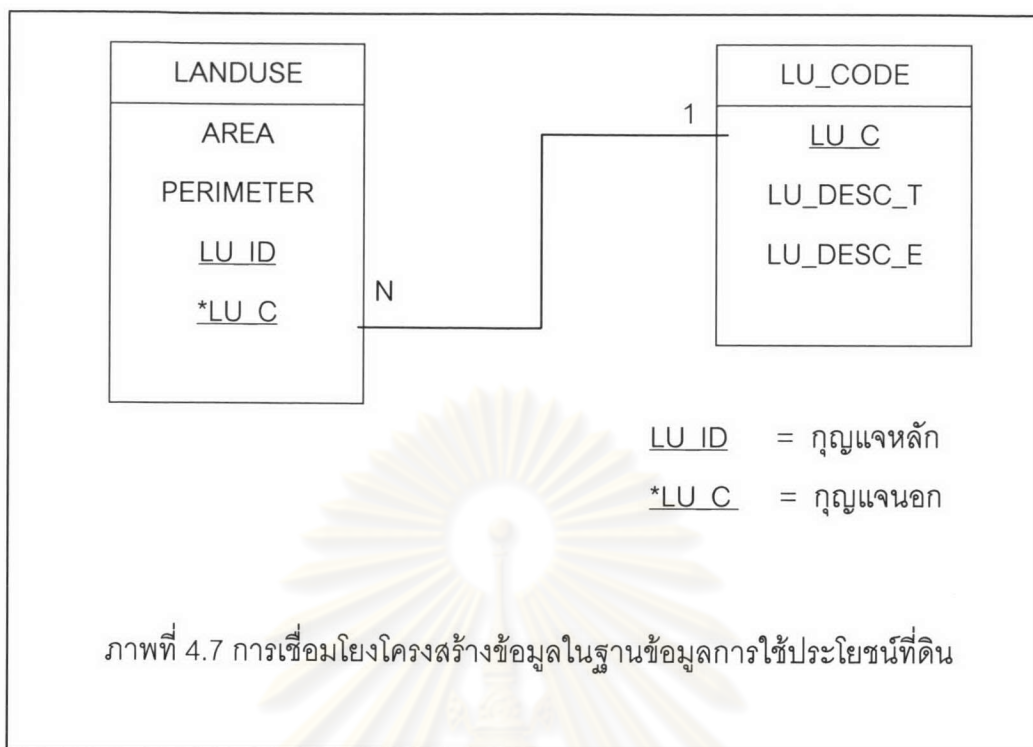 LANDUSE
AREA
PERIMETER
LU_ID
*LU_C
N
1
LU_CODE
LU_C
LU_DESC_T
LU_DESC_E
LU_ID = กุญแจหลัก
*LU_C = กุญแจนอก
ภาพที่ 4.7 การเชื่อมโยงโครงสร้างข้อมูลในฐานข้อมูลการใช้ประโยชน์ที่ดิน